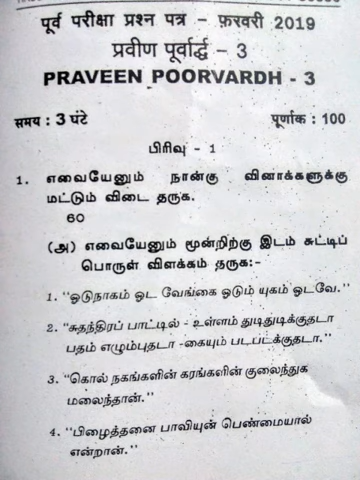 पूर्व परीक्षा प्रश्न पत्र - फ़रवरी 2019
प्रवीण पूर्वार्द्ध - 3
PRAVEEN POORVARDH - 3
समय : 3 घंटे पूर्णांक : 100
பிரிவு - 1
1. எவையேனும் நான்கு வினாக்களுக்கு
மட்டும் விடை தருக.
60
(அ) எவையேனும் மூன்றிற்கு இடம் சுட்டிப்
பொருள் விளக்கம் தருக:-
1. "ஓடுநாகம் ஓட வேங்கை ஓடும் யுகம் ஓடவே."
2. "சுதந்திரப் பாட்டில் - உள்ளம் துடிதுடிக்குதடா
பதம் எழும்புதடா -கையும் படபடக்குதடா."
3. "கொல் நகங்களின் கரங்களின் குலைந்துக
மலைந்தான்."
4. "பிழைத்தனை பாவியுன் பெண்மையால்
என்றான்."